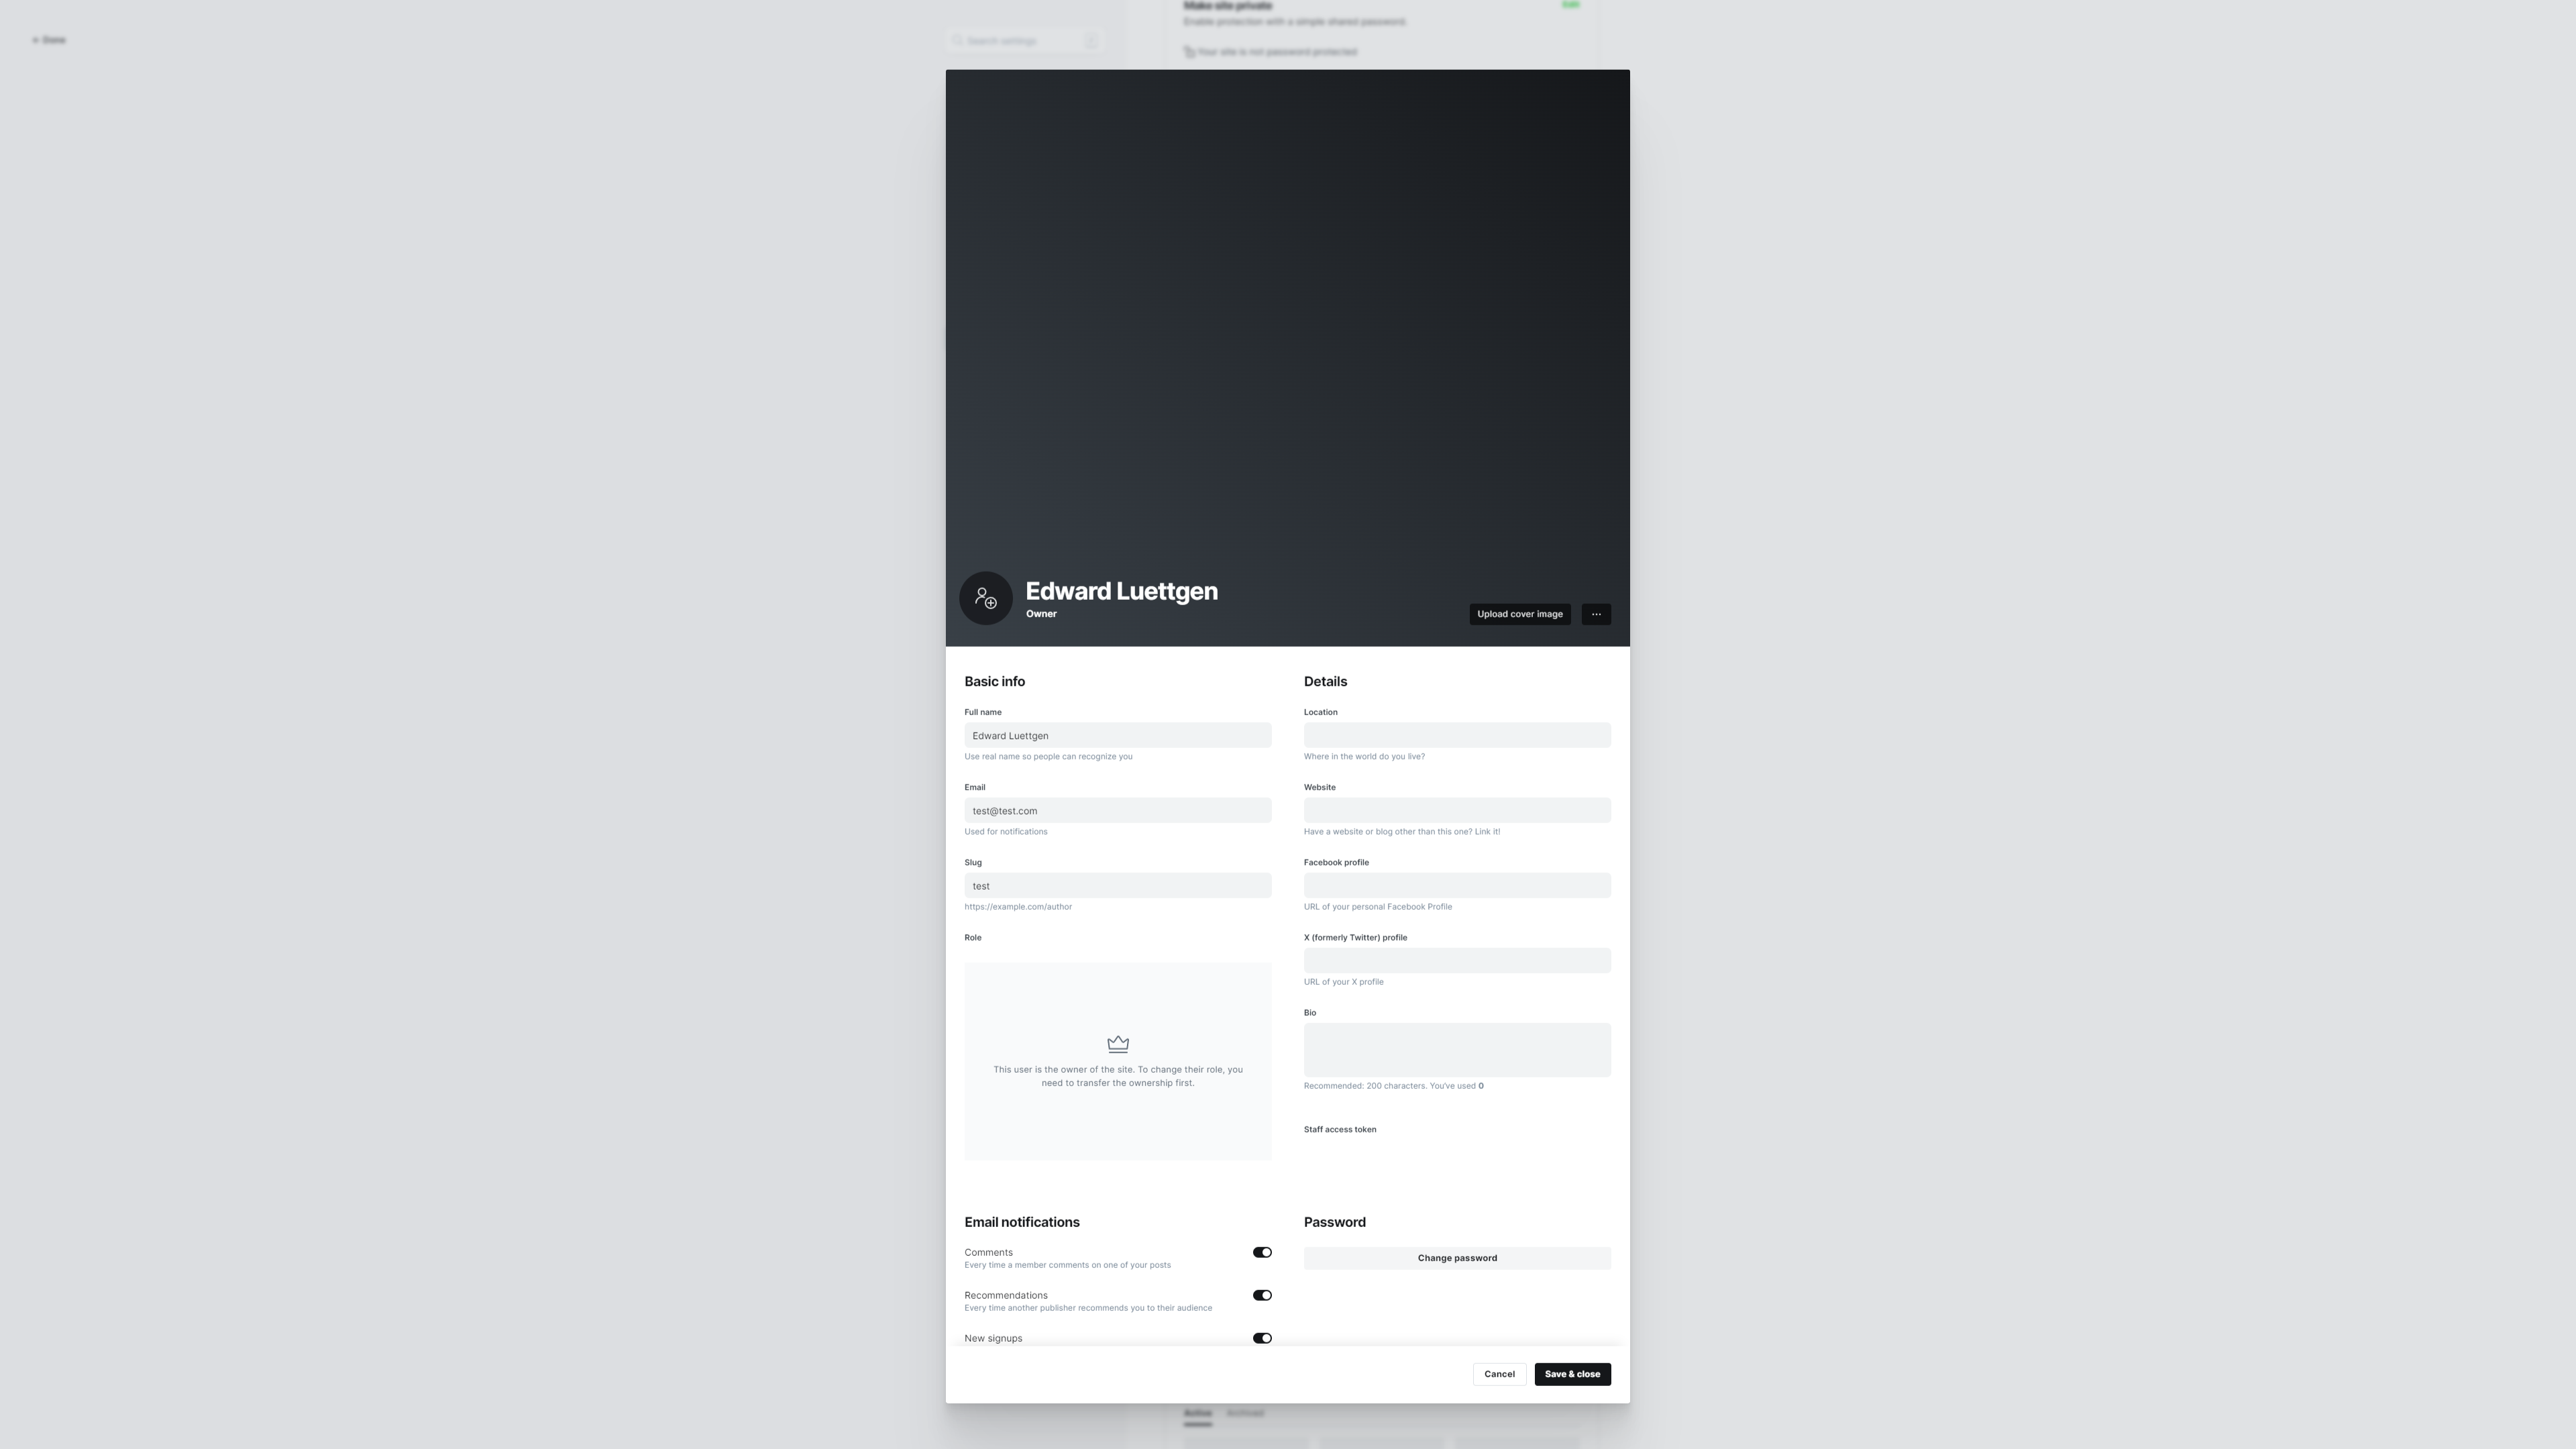 Make site private
Edit
Enable protection with a simple shared password.
← Done
Search settings
/
Your site is not password protected
Edward Luettgen
Owner
Upload cover image
...
Basic info
Full name
Edward Luettgen
Use real name so people can recognize you
Email
test@test.com
Used for notifications
Slug
test
https://example.com/author
Role
This user is the owner of the site. To change their role, you
need to transfer the ownership first.
Details
Location
Where in the world do you live?
Website
Have a website or blog other than this one? Link it!
Facebook profile
URL of your personal Facebook Profile
X (formerly Twitter) profile
URL of your X profile
Bio
Recommended: 200 characters. You've used 0
Staff access token
Email notifications
Comments
Every time a member comments on one of your posts
Recommendations
Every time another publisher recommends you to their audience
New signups
Password
Change password
Cancel
Save & close
Active
Archived